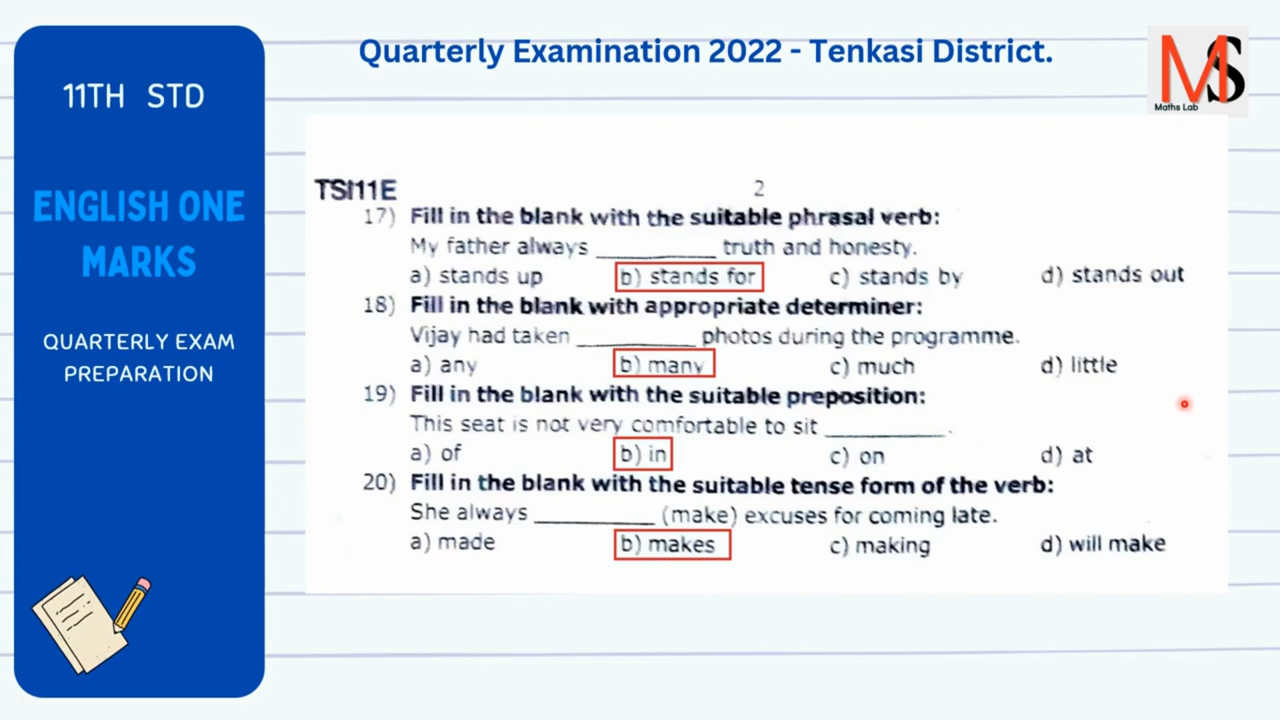 Quarterly Examination 2022 - Tenkasi District.
MS
Maths Lab
11TH STD
ENGLISH ONE
MARKS
QUARTERLY EXAM
PREPARATION
TSI11E 2
17) Fill in the blank with the suitable phrasal verb:
My father always __________ truth and honesty.
a) stands up b) stands for c) stands by d) stands out
18) Fill in the blank with appropriate determiner:
Vijay had taken __________ photos during the programme.
a) any b) many c) much d) little
19) Fill in the blank with the suitable preposition:
This seat is not very comfortable to sit __________.
a) of b) in c) on d) at
20) Fill in the blank with the suitable tense form of the verb:
She always __________ (make) excuses for coming late.
a) made b) makes c) making d) will make